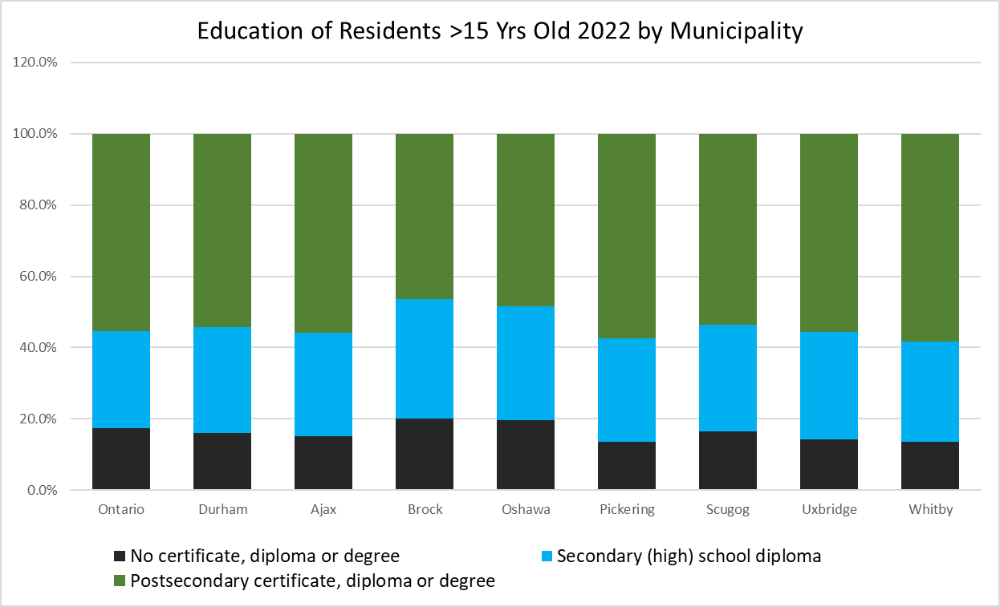 Education of Residents >15 Yrs Old 2022 by Municipality
120.0%
100.0%
80.0%
60.0%
40.0%
20.0%
0.0%
Ontario Durham Ajax Brock Oshawa Pickering Scugog Uxbridge Whitby
No certificate, diploma or degree Secondary (high) school diploma
Postsecondary certificate, diploma or degree